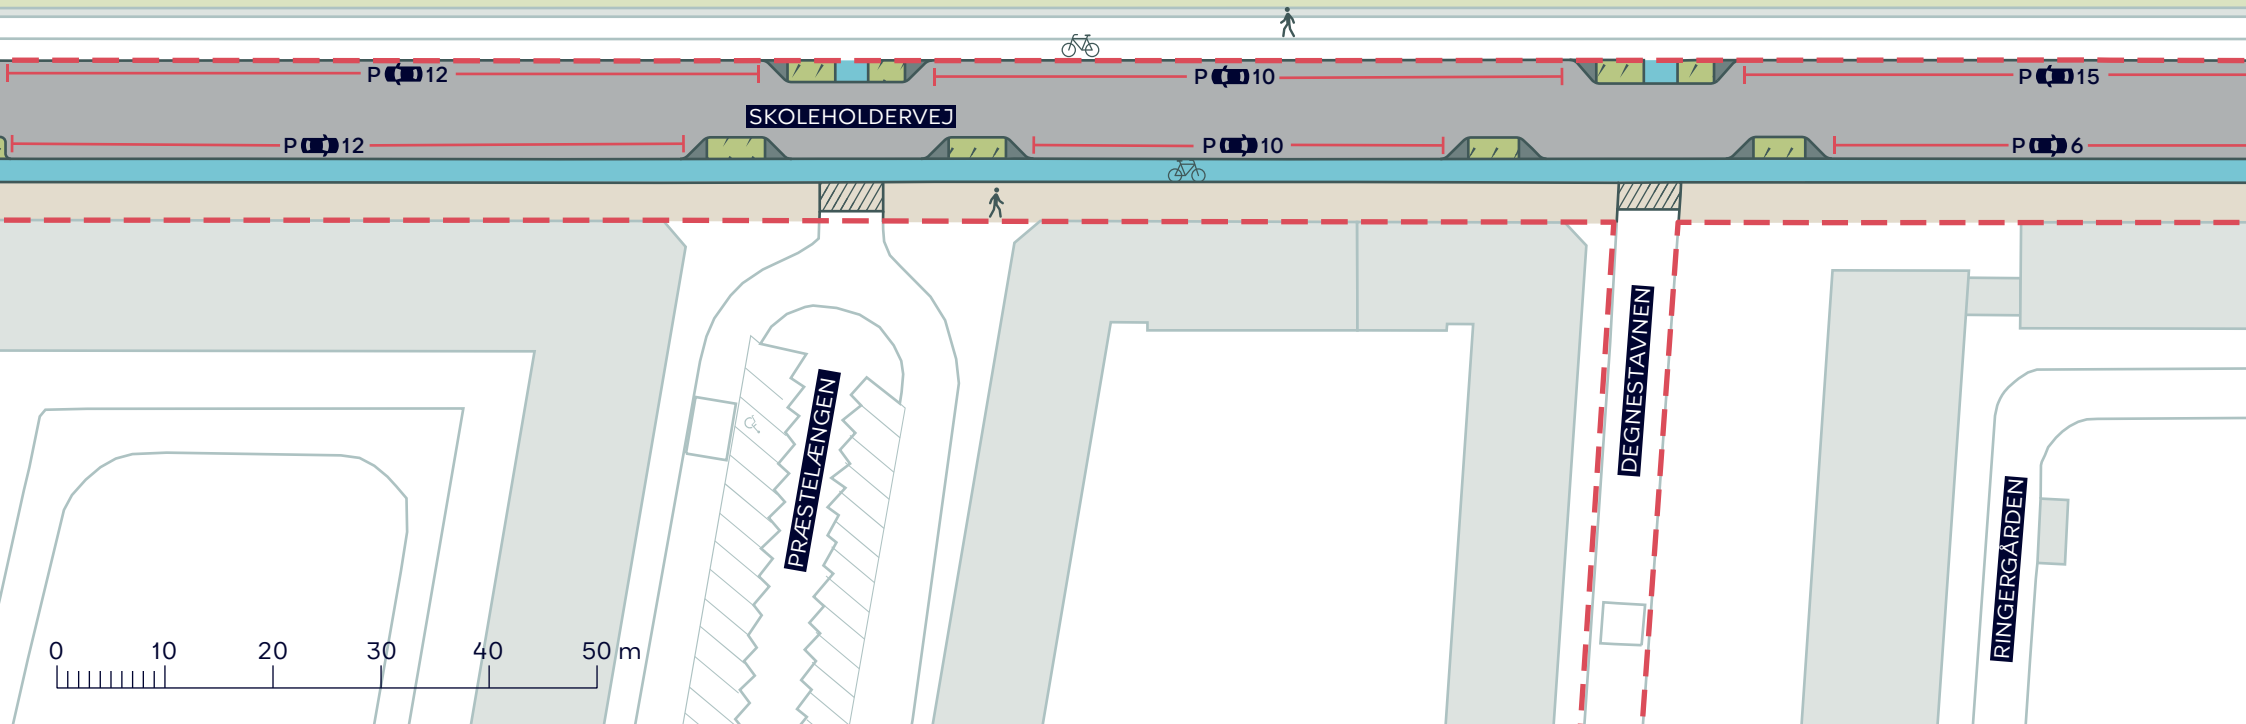 P 12
P 10
P 15
SKOLEHOLDERVEJ
P 12
P 10
P 6
DEGNESTAVNEN
PRÆSTELÆNGEN
RINGERGÅRDEN
0 10 20 30 40 50 m